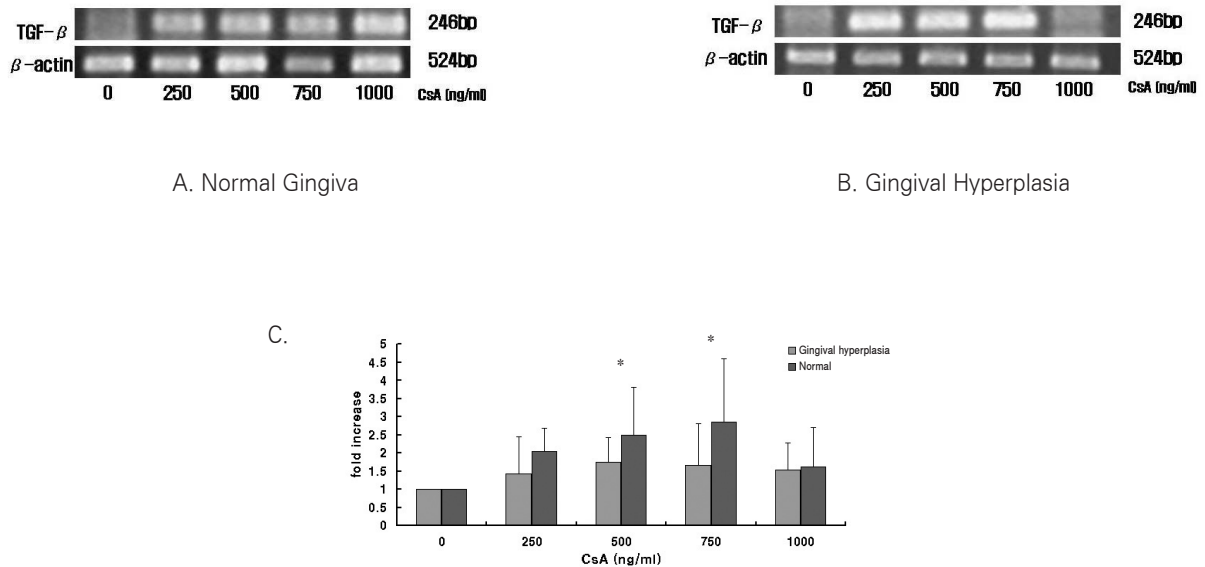 TGF-β 246bp
β-actin 524bp
0 250 500 750 1000 CsA (ng/ml)
A. Normal Gingiva
TGF-β 246bp
β-actin 524bp
0 250 500 750 1000 CsA (ng/ml)
B. Gingival Hyperplasia
C.
fold increase
5
4.5
4
3.5
3
2.5
2
1.5
1
0.5
0
* *
Gingival hyperplasia
Normal
0 250 500 750 1000
CsA (ng/ml)